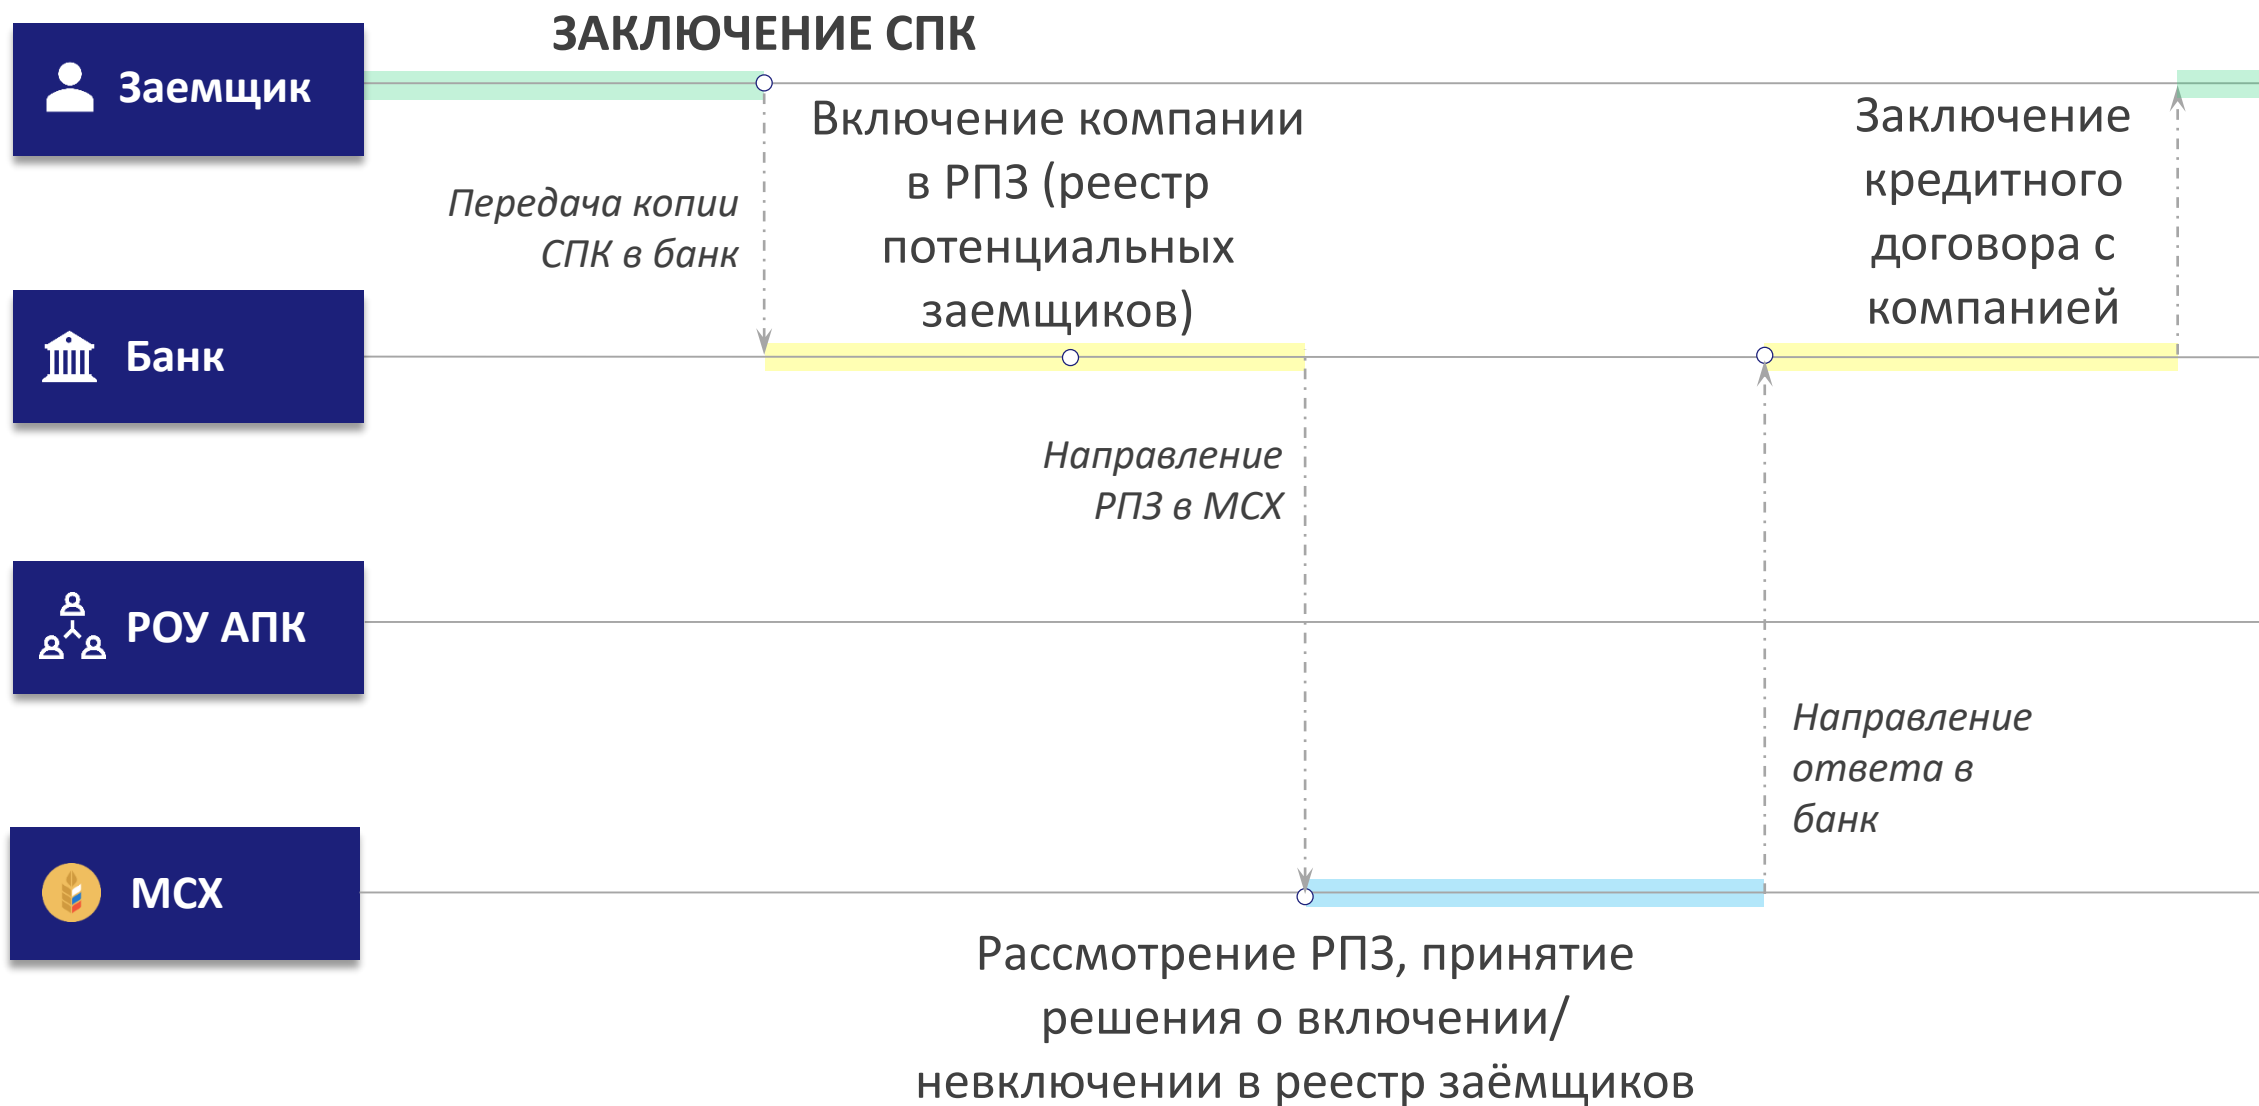 ЗАКЛЮЧЕНИЕ СПК
Заемщик
Включение компании
в РПЗ (реестр
потенциальных
заемщиков)
Заключение
кредитного
договора с
компанией
Передача копии
СПК в банк
Банк
Направление
РПЗ в МСХ
РОУ АПК
Направление
ответа в
банк
МСХ
Рассмотрение РПЗ, принятие
решения о включении/
невключении в реестр заёмщиков